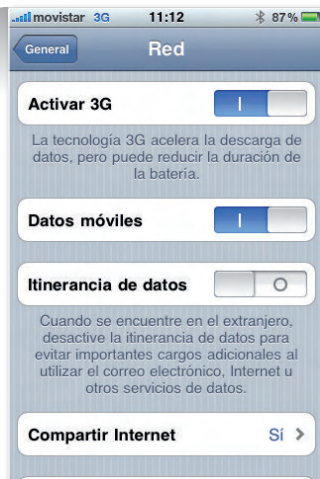 movistar 3G 11:12 87%
General Red
Activar 3G
La tecnología 3G acelera la descarga de
datos, pero puede reducir la duración de
la batería.
Datos móviles
Itinerancia de datos
Cuando se encuentre en el extranjero,
desactive la itinerancia de datos para
evitar importantes cargos adicionales al
utilizar el correo electrónico, Internet u
otros servicios de datos.
Compartir Internet Sí